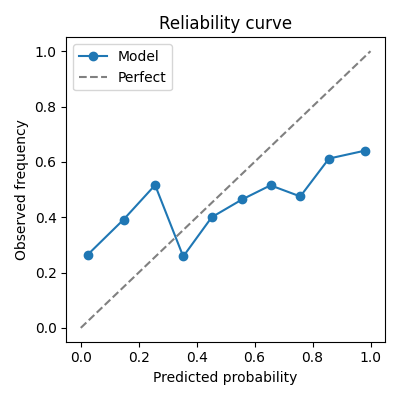 Reliability curve
Model
Perfect
1.0
0.8
0.6
0.4
0.2
0.0
Observed frequency
0.0 0.2 0.4 0.6 0.8 1.0
Predicted probability